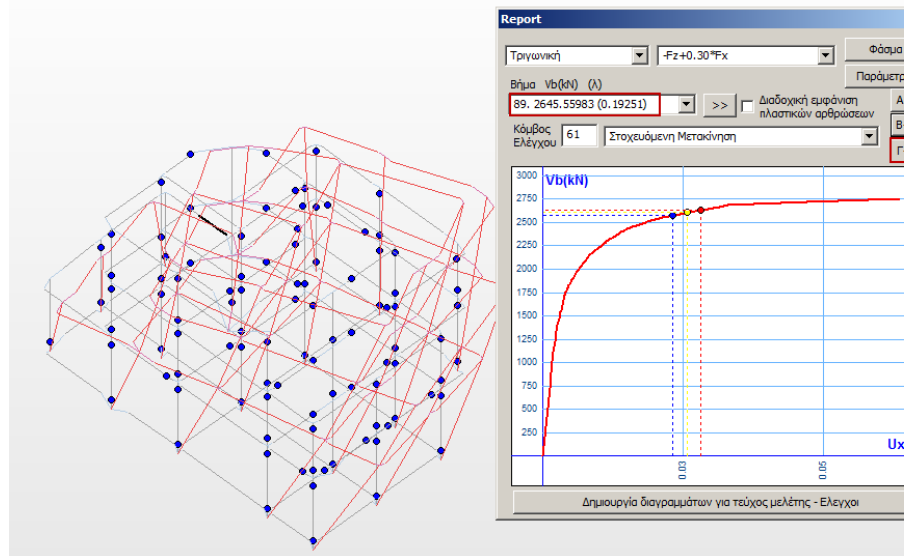 Report
Τριγωνική
-Fz+0.30*Fx
Φάσμα
Βήμα Vb(kN) (λ)
89. 2645.55983 (0.19251)
>>
Διαδοχική εμφάνιση
πλαστικών αρθρώσεων
Κόμβος
Ελέγχου
61
Στοχευόμενη Μετακίνηση
Vb(kN)
3000
2750
2500
2250
2000
1750
1500
1250
1000
750
500
250
0.03
0.05
Ux
Δημιουργία διαγραμμάτων για τεύχος μελέτης - Ελεγχοι